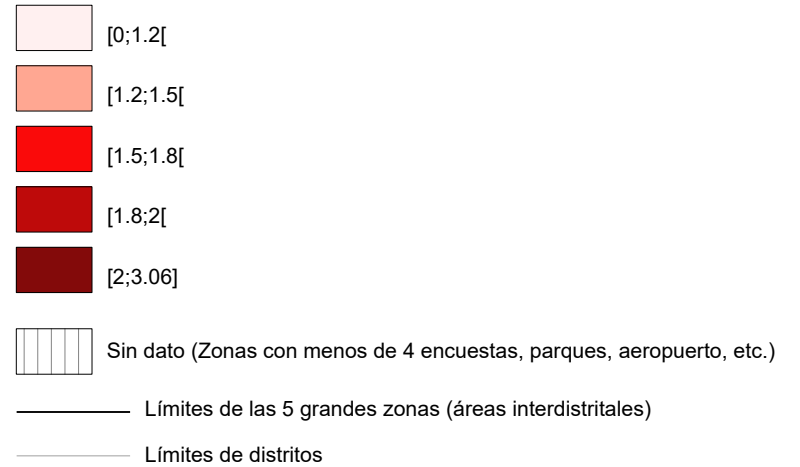 [0;1.2[
[1.2;1.5[
[1.5;1.8[
[1.8;2[
[2;3.06]
Sin dato (Zonas con menos de 4 encuestas, parques, aeropuerto, etc.)
Límites de las 5 grandes zonas (áreas interdistritales)
Límites de distritos